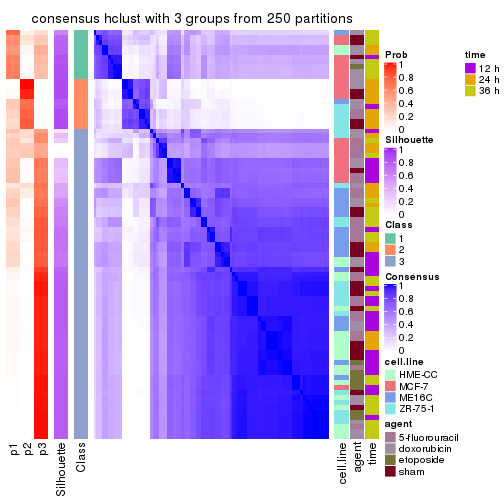 consensus hclust with 3 groups from 250 partitions
Prob
1
0.8
0.6
0.4
0.2
0
time
12 h
24 h
36 h
Silhouette
1
0.8
0.6
0.4
0.2
0
Class
1
2
3
Consensus
1
0.8
0.6
0.4
0.2
0
cell.line
HME-CC
MCF-7
ME16C
ZR-75-1
agent
5-fluorouracil
doxorubicin
etoposide
sham
p1
p2
p3
Silhouette
Class
cell.line
agent
time